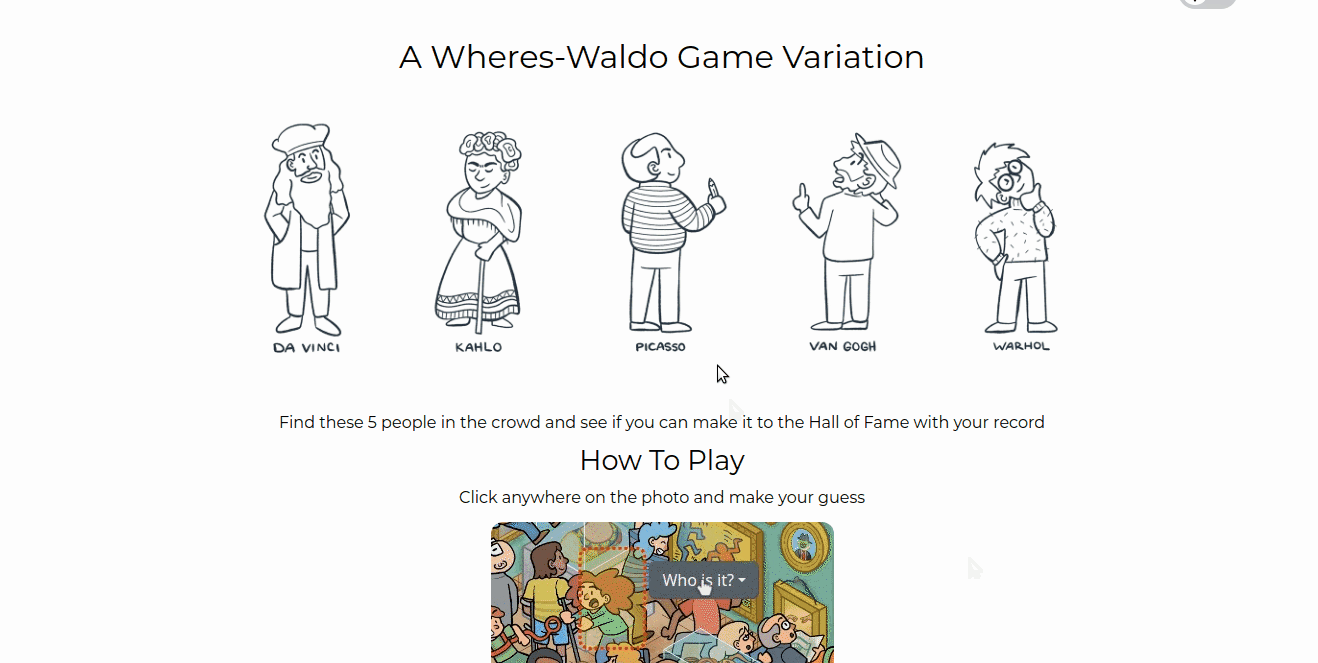 A Wheres-Waldo Game Variation
DA VINCI
KAHLO
PICASSO
VAN GOGH
WARHOL
Find these 5 people in the crowd and see if you can make it to the Hall of Fame with your record
How To Play
Click anywhere on the photo and make your guess
Who is it?